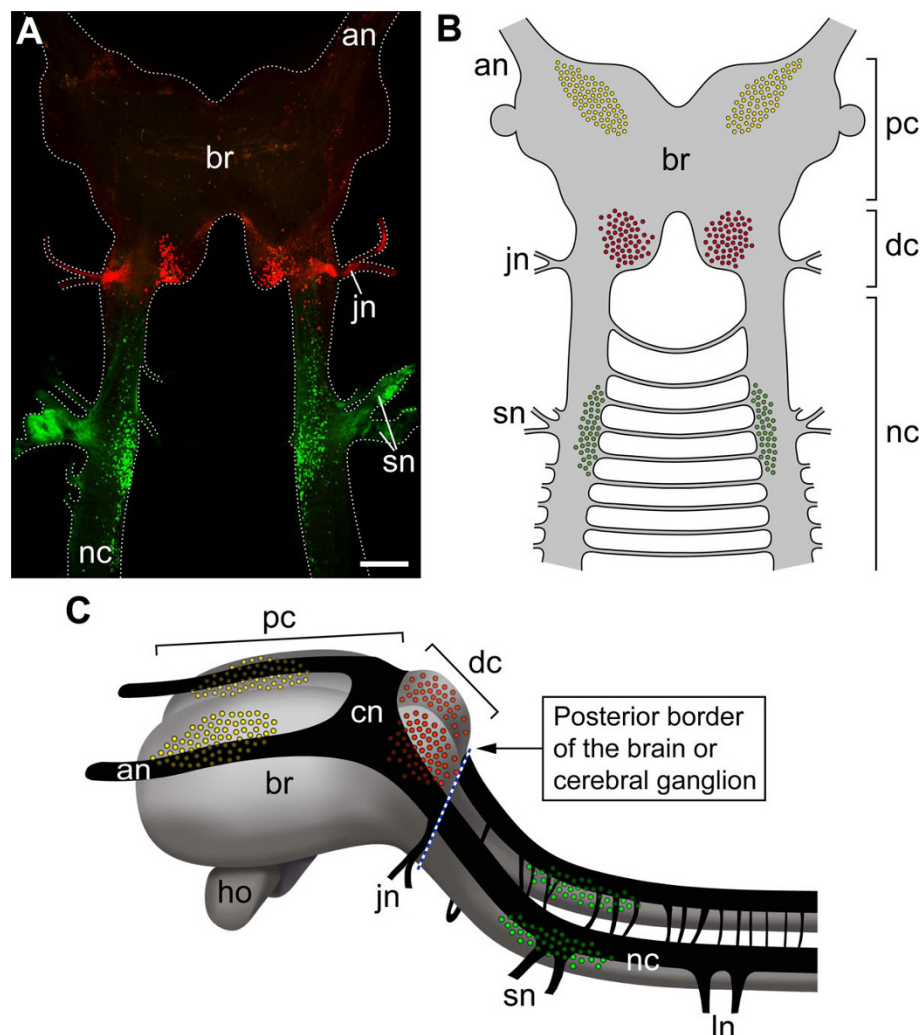 A
an
br
jn
sn
nc
B
an
pc
br
dc
jn
sn
nc
C
pc
dc
cn
Posterior border
of the brain or
cerebral ganglion
an
br
ho
jn
sn
nc
ln